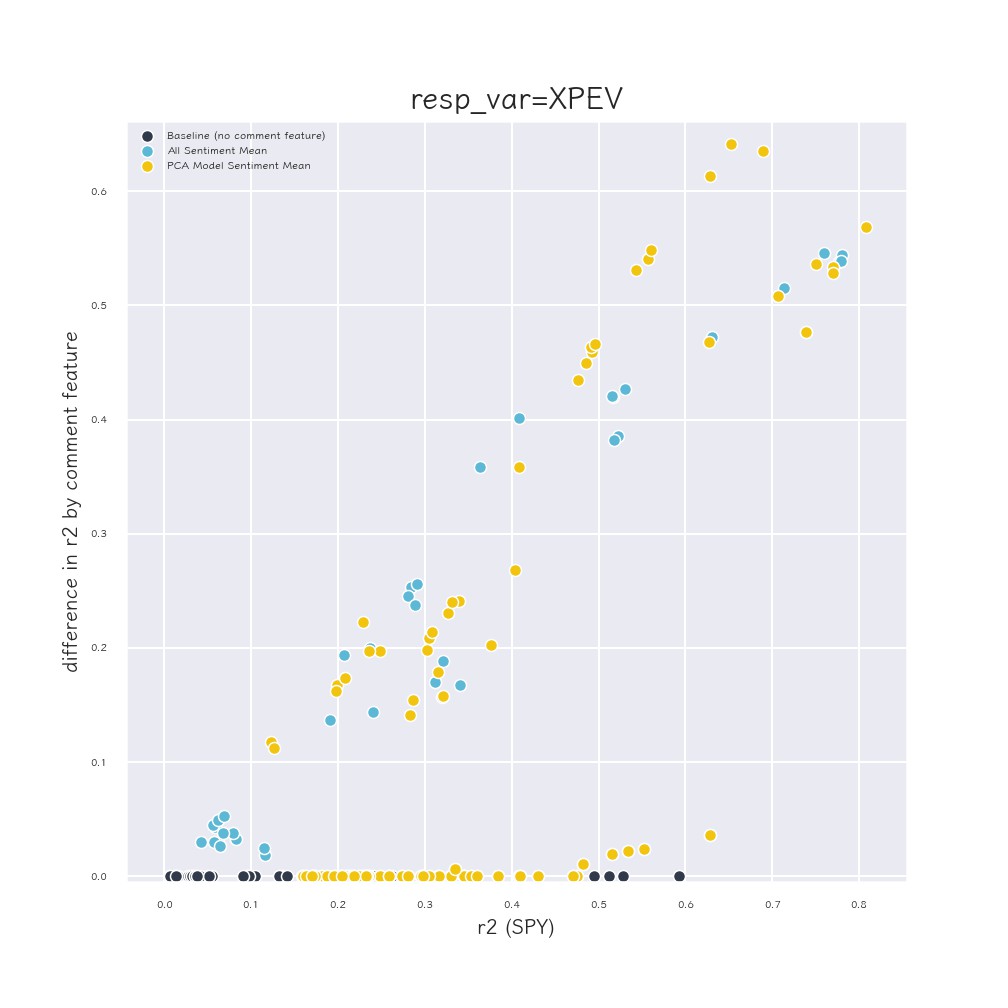 resp_var=XPEV
Baseline (no comment feature)
All Sentiment Mean
PCA Model Sentiment Mean
difference in r2 by comment feature
0.6
0.5
0.4
0.3
0.2
0.1
0.0
0.0 0.1 0.2 0.3 0.4 0.5 0.6 0.7 0.8
r2 (SPY)